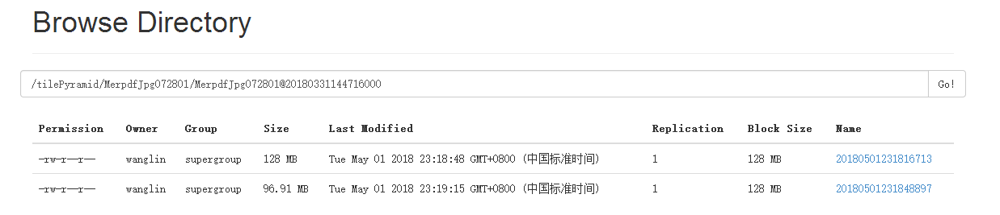 Browse Directory
/tilePyramid/MerpdfJpg072801/MerpdfJpg072801@20180331144716000 Go!
Permission Owner Group Size Last Modified Replication Block Size Name
-rw-r--r-- wanglin supergroup 128 MB Tue May 01 2018 23:18:48 GMT+0800 (中国标准时间) 1 128 MB 20180501231816713
-rw-r--r-- wanglin supergroup 96.91 MB Tue May 01 2018 23:19:15 GMT+0800 (中国标准时间) 1 128 MB 20180501231848897